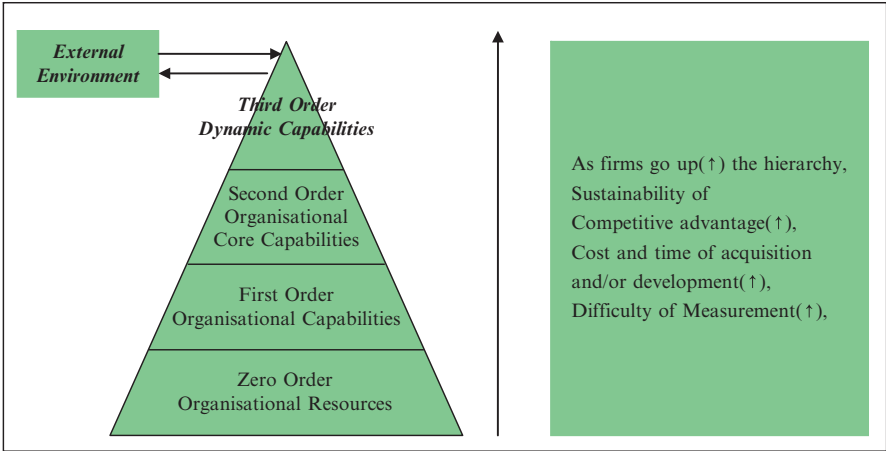 External
Environment
Third Order
Dynamic Capabilities
Second Order
Organisational
Core Capabilities
First Order
Organisational Capabilities
Zero Order
Organisational Resources
As firms go up(↑) the hierarchy,
Sustainability of
Competitive advantage(↑),
Cost and time of acquisition
and/or development(↑),
Difficulty of Measurement(↑),